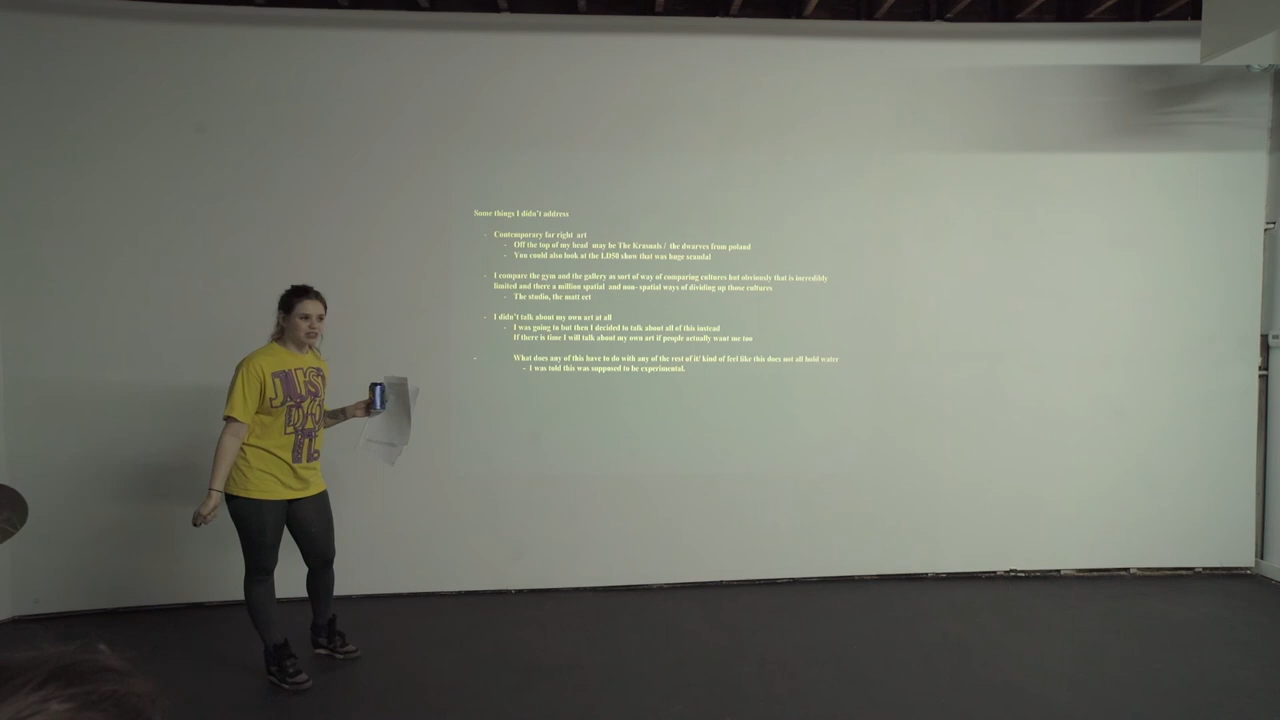 Some things I didn't address
- Contemporary far right art
- Off the top of my head may be The Krasnals / the dwarves from poland
- You could also look at the LD50 show that was huge scandal
- I compare the gym and the gallery as sort of way of comparing cultures but obviously that is incredibly
limited and there a million spatial and non- spatial ways of dividing up those cultures
- The studio, the matt ect
- I didn't talk about my own art at all
- I was going to but then I decided to talk about all of this instead
If there is time I will talk about my own art if people actually want me too
- What does any of this have to do with any of the rest of it/ kind of feel like this does not all hold water
- I was told this was supposed to be experimental.
JUST
DO
IT